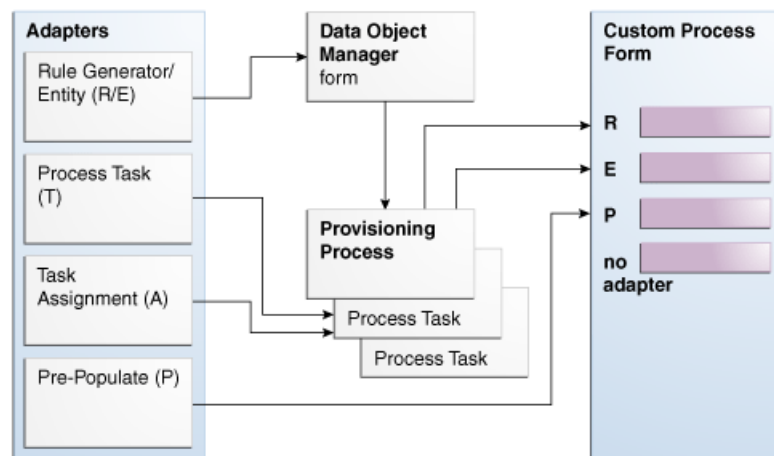 Adapters
Rule Generator/
Entity (R/E)
Process Task
(T)
Task
Assignment (A)
Pre-Populate (P)
Data Object
Manager
form
Provisioning
Process
Process Task
Process Task
Custom Process
Form
R
E
P
no
adapter